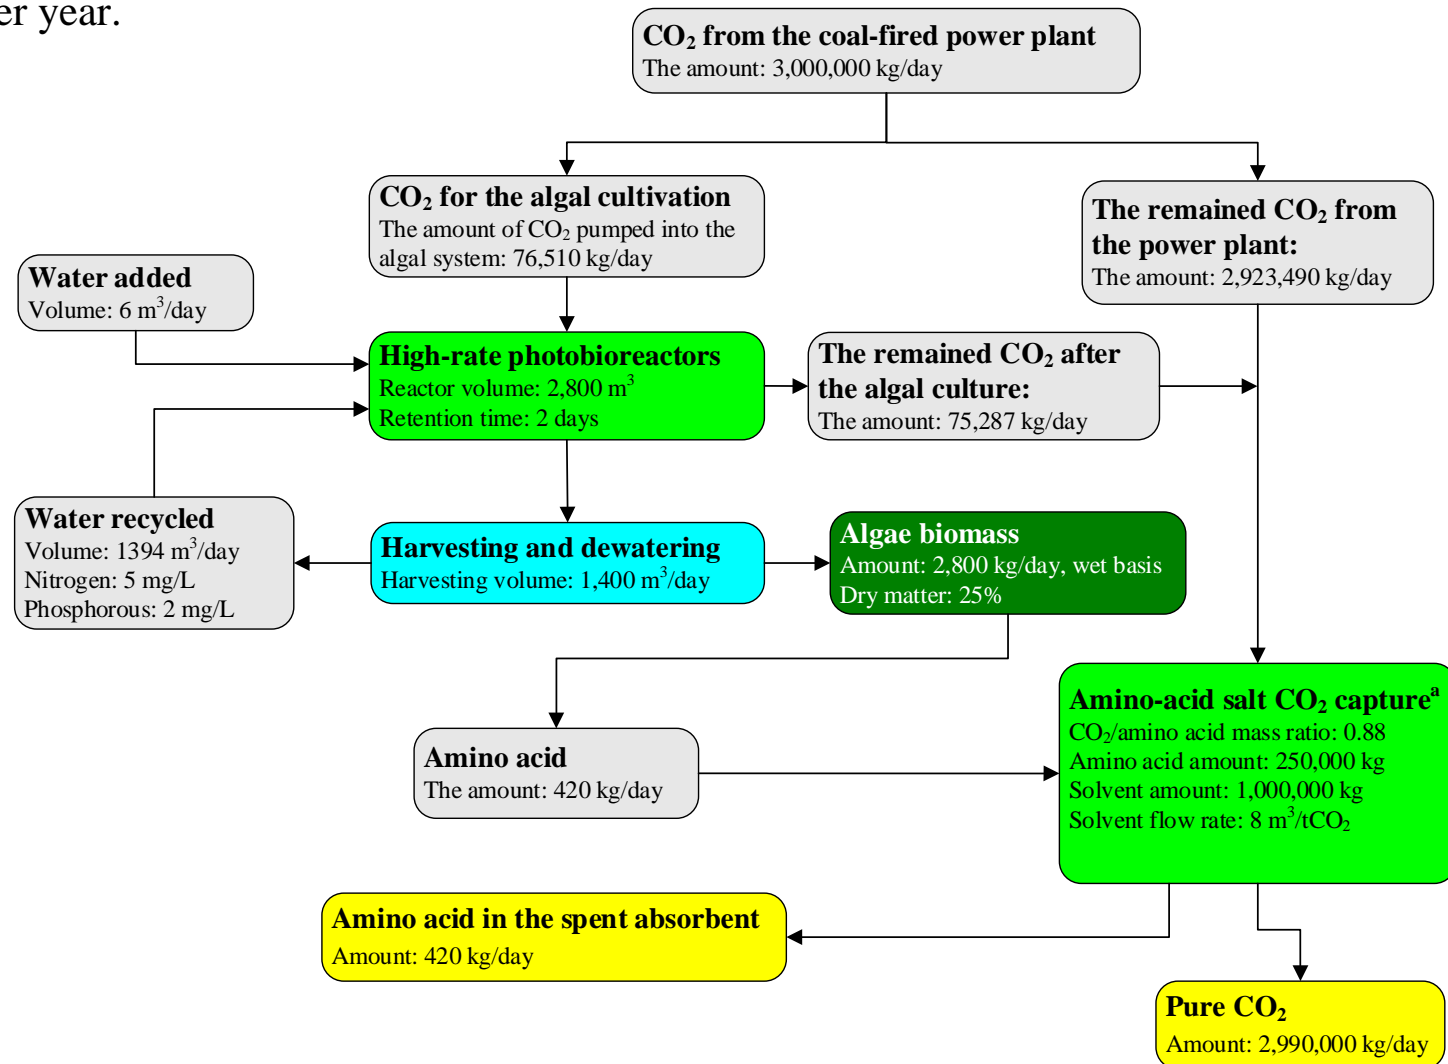 er year.
CO₂ from the coal-fired power plant
The amount: 3,000,000 kg/day
CO₂ for the algal cultivation
The amount of CO₂ pumped into the
algal system: 76,510 kg/day
The remained CO₂ from
the power plant:
The amount: 2,923,490 kg/day
Water added
Volume: 6 m³/day
High-rate photobioreactors
Reactor volume: 2,800 m³
Retention time: 2 days
The remained CO₂ after
the algal culture:
The amount: 75,287 kg/day
Water recycled
Volume: 1394 m³/day
Nitrogen: 5 mg/L
Phosphorous: 2 mg/L
Harvesting and dewatering
Harvesting volume: 1,400 m³/day
Algae biomass
Amount: 2,800 kg/day, wet basis
Dry matter: 25%
Amino acid
The amount: 420 kg/day
Amino-acid salt CO₂ captureᵃ
CO₂/amino acid mass ratio: 0.88
Amino acid amount: 250,000 kg
Solvent amount: 1,000,000 kg
Solvent flow rate: 8 m³/tCO₂
Amino acid in the spent absorbent
Amount: 420 kg/day
Pure CO₂
Amount: 2,990,000 kg/day